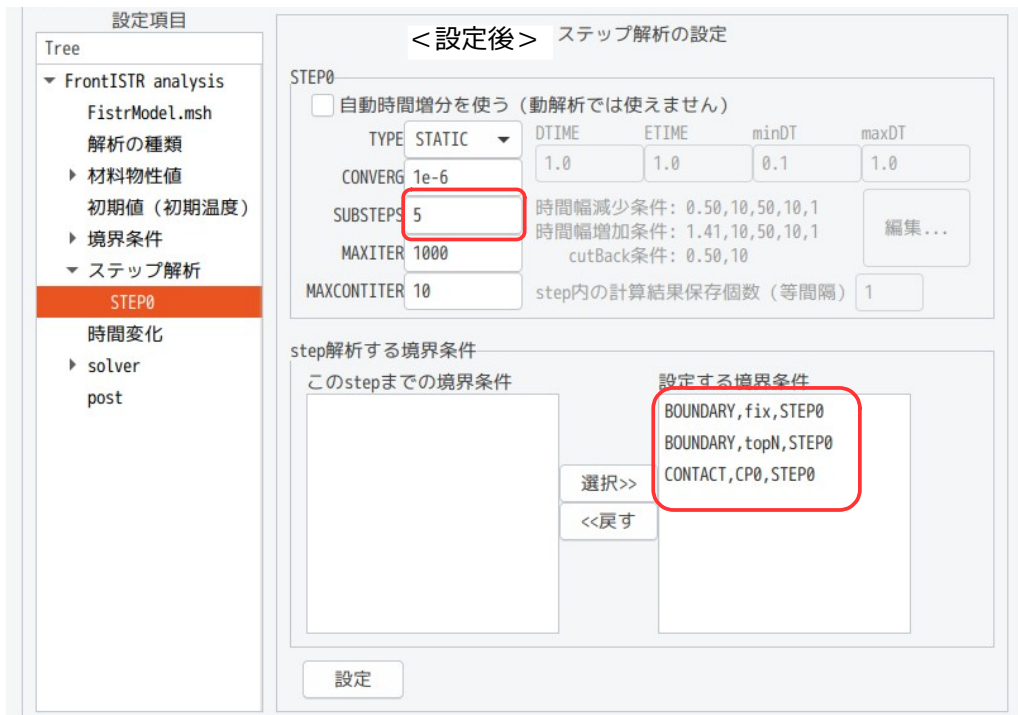 設定項目
Tree
FrontISTR analysis
FistrModel.msh
解析の種類
材料物性値
初期値（初期温度）
境界条件
ステップ解析
STEP0
時間変化
solver
post
＜設定後＞ ステップ解析の設定
STEP0
自動時間増分を使う（動解析では使えません）
TYPE STATIC DTIME ETIME minDT maxDT
1.0 1.0 0.1 1.0
CONVERG 1e-6
SUBSTEPS 5 時間幅減少条件: 0.50,10,50,10,1
時間幅増加条件: 1.41,10,50,10,1
編集...
MAXITER 1000 cutBack条件: 0.50,10
MAXCONTITER 10 step内の計算結果保存個数（等間隔） 1
step解析する境界条件
このstepまでの境界条件 設定する境界条件
BOUNDARY,fix,STEP0
BOUNDARY,topN,STEP0
CONTACT,CP0,STEP0
選択>>
<<戻す
設定